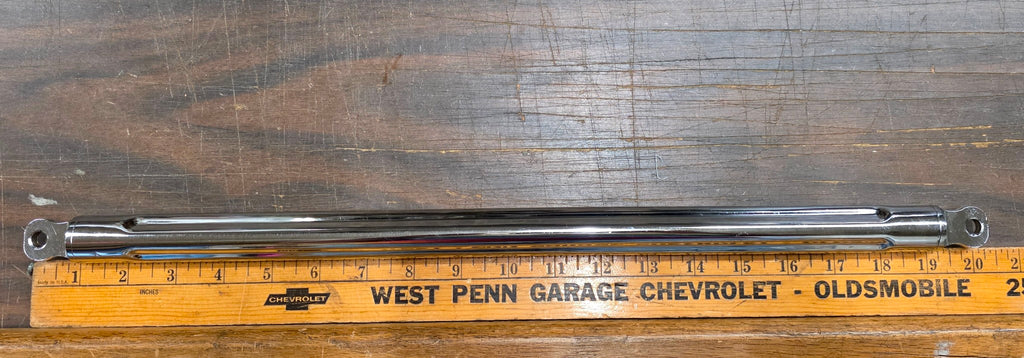 1 2 3 4 5 6 7 8 9 10 11 12 13 14 15 16 17 18 19 20 21
INCHES
CHEVROLET
WEST PENN GARAGE CHEVROLET - OLDSMOBILE